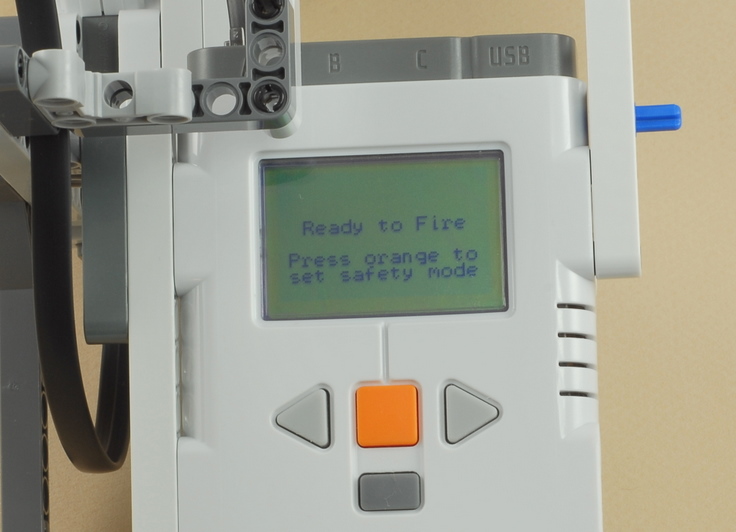 B C USB
Ready to Fire
Press orange to
set safety mode